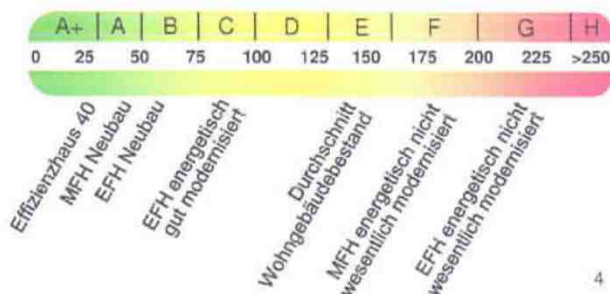 A+ A B C D E F G H
0 25 50 75 100 125 150 175 200 225 >250
Effizienzhaus 40
MFH Neubau
EFH Neubau
EFH energetisch
gut modernisiert
Durchschnitt
Wohngebäudebestand
MFH energetisch nicht
wesentlich modernisiert
EFH energetisch nicht
wesentlich modernisiert
4